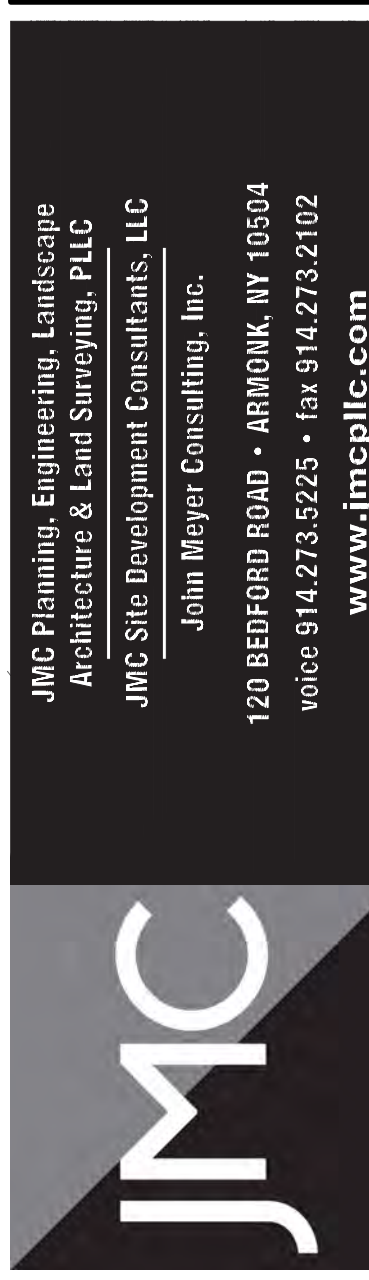 JMC
JMC Planning, Engineering, Landscape
Architecture & Land Surveying, PLLC
JMC Site Development Consultants, LLC
John Meyer Consulting, Inc.
120 BEDFORD ROAD • ARMONK, NY 10504
voice 914.273.5225 • fax 914.273.2102
www.jmcpllc.com